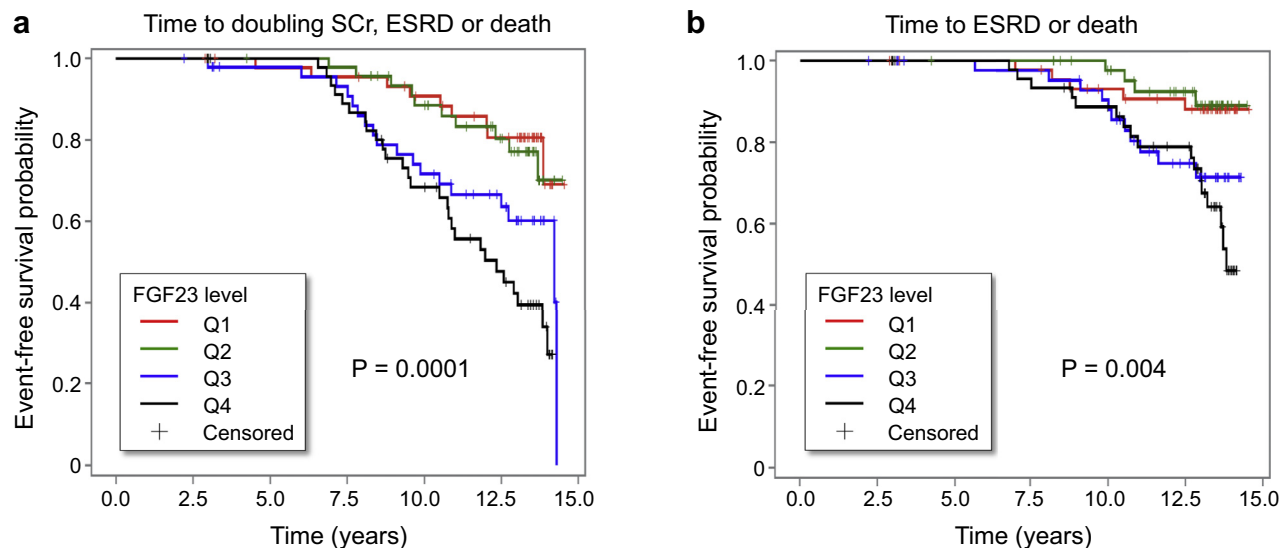 a
Time to doubling SCr, ESRD or death
Event-free survival probability
1.0
0.8
0.6
0.4
0.2
0
FGF23 level
Q1
Q2
Q3
Q4
Censored
P = 0.0001
0.0 2.5 5.0 7.5 10.0 12.5 15.0
Time (years)
b
Time to ESRD or death
Event-free survival probability
1.0
0.8
0.6
0.4
0.2
0
FGF23 level
Q1
Q2
Q3
Q4
Censored
P = 0.004
0.0 2.5 5.0 7.5 10.0 12.5 15.0
Time (years)